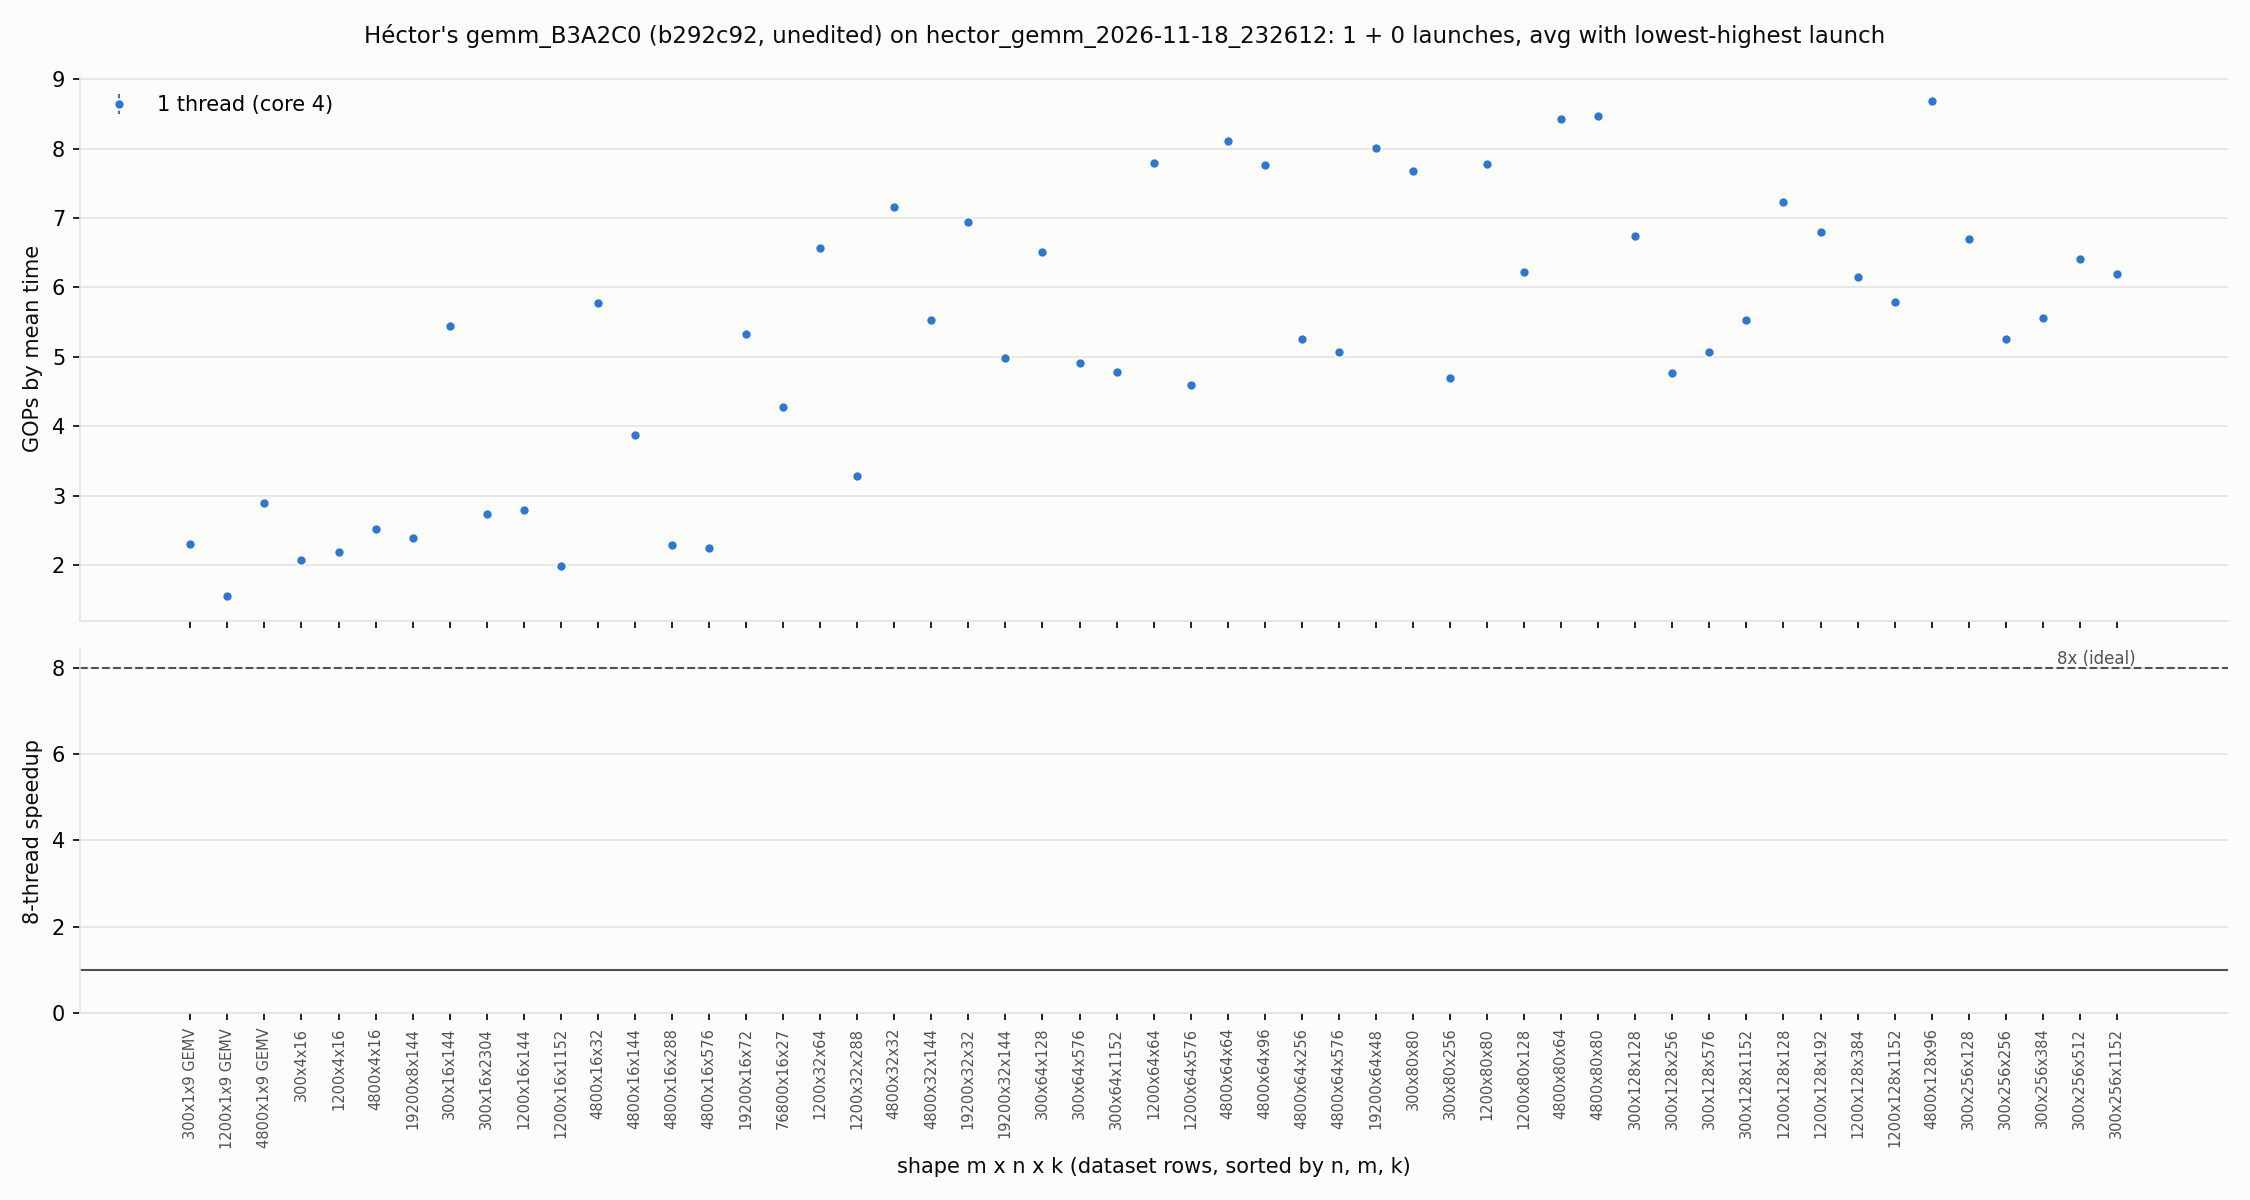 Héctor's gemm_B3A2C0 (b292c92, unedited) on hector_gemm_2026-11-18_232612: 1 + 0 launches, avg with lowest-highest launch
GOPs by mean time
9
8
7
6
5
4
3
2
1 thread (core 4)
8-thread speedup
8
6
4
2
0
8x (ideal)
300x1x9 GEMV
1200x1x9 GEMV
4800x1x9 GEMV
300x4x16
1200x4x16
4800x4x16
19200x8x144
300x16x144
300x16x2304
1200x16x144
1200x16x1152
4800x16x32
4800x16x144
4800x16x288
4800x16x576
19200x16x72
76800x16x27
1200x32x64
1200x32x288
4800x32x32
4800x32x144
19200x32x32
19200x32x144
300x64x128
300x64x576
300x64x1152
1200x64x64
1200x64x576
4800x64x64
4800x64x96
4800x64x256
4800x64x576
19200x64x48
300x80x80
300x80x256
1200x80x80
1200x80x128
4800x80x64
4800x80x80
300x128x128
300x128x256
300x128x576
300x128x1152
1200x128x128
1200x128x192
1200x128x384
1200x128x1152
4800x128x96
300x256x128
300x256x256
300x256x384
300x256x512
300x256x1152
shape m x n x k (dataset rows, sorted by n, m, k)